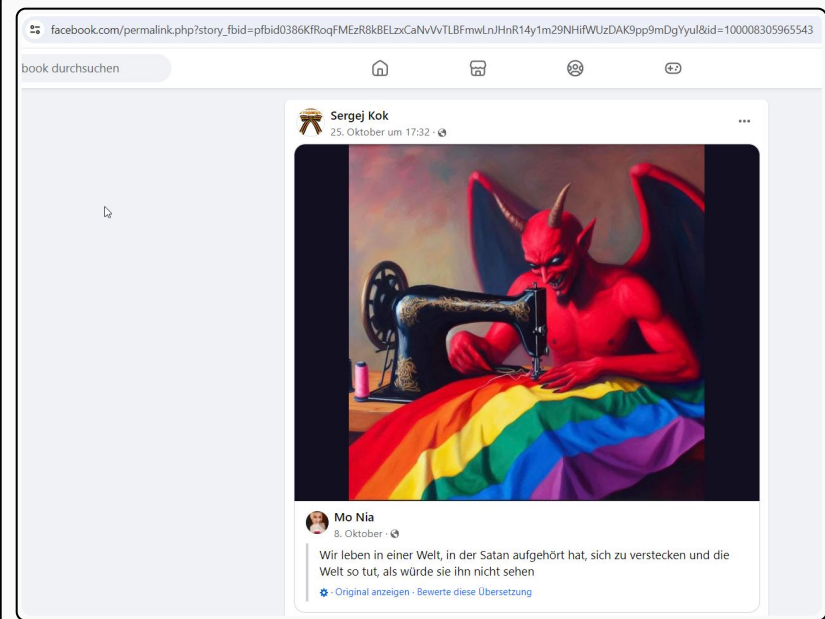 facebook.com/permalink.php?story_fbid=pfbid0386KfRoqFMEzR8kBELzxCaNvVvTLBFmwLnJHnR14y1m29NHifWUzDAK9pp9mDgYyul&id=100008305965543
book durchsuchen
Sergej Kok
25. Oktober um 17:32 ·
Mo Nia
8. Oktober ·
Wir leben in einer Welt, in der Satan aufgehört hat, sich zu verstecken und die
Welt so tut, als würde sie ihn nicht sehen
· Original anzeigen · Bewerte diese Übersetzung